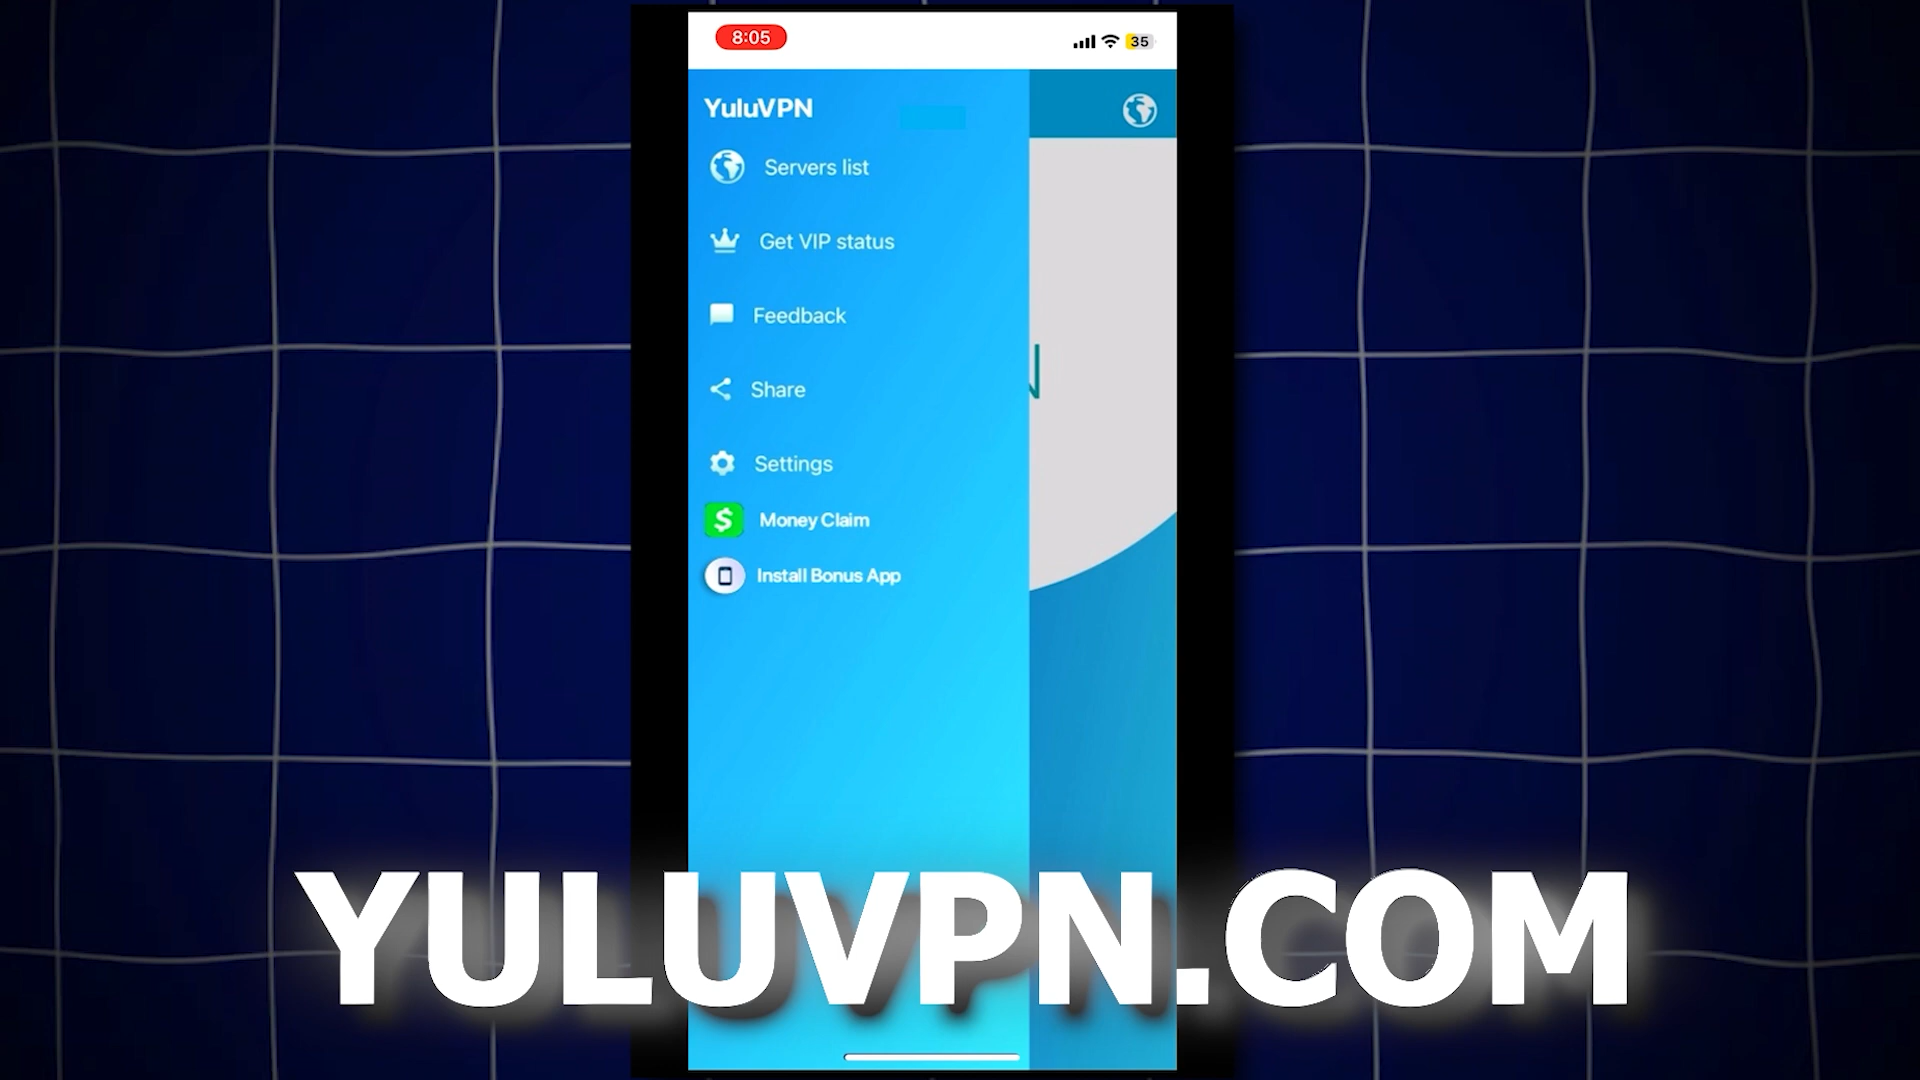 8:05
35
YuluVPN
Servers list
Get VIP status
N
Feedback
Share
Settings
Money Claim
Install Bonus App
YULUVPN.COM